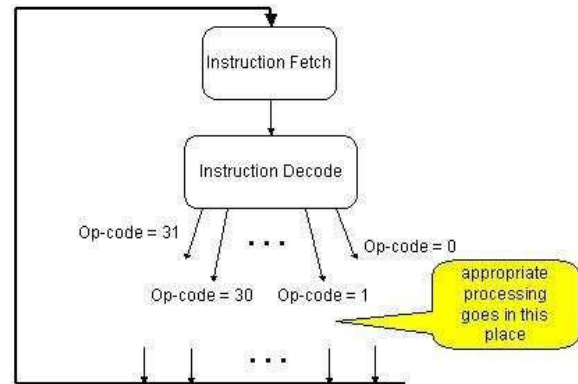 Instruction Fetch
Instruction Decode
Op-code = 31
. . .
Op-code = 0
Op-code = 30
Op-code = 1
appropriate
processing
goes in this
place
. . .